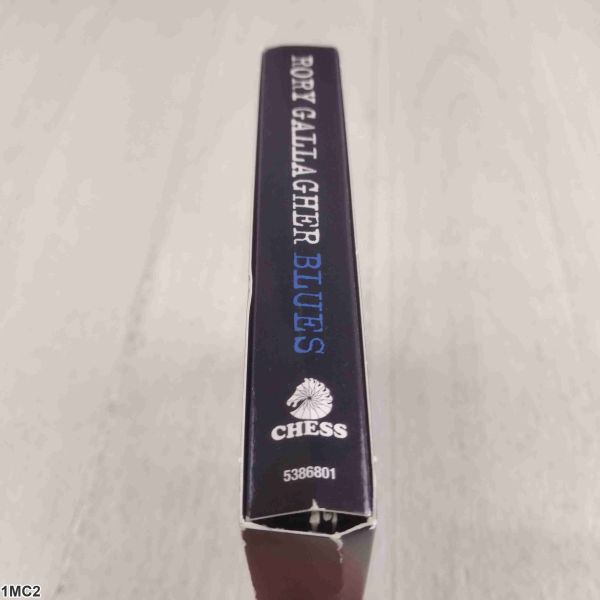 RORY GALLAGHER BLUES
CHESS
5386801
1MC2